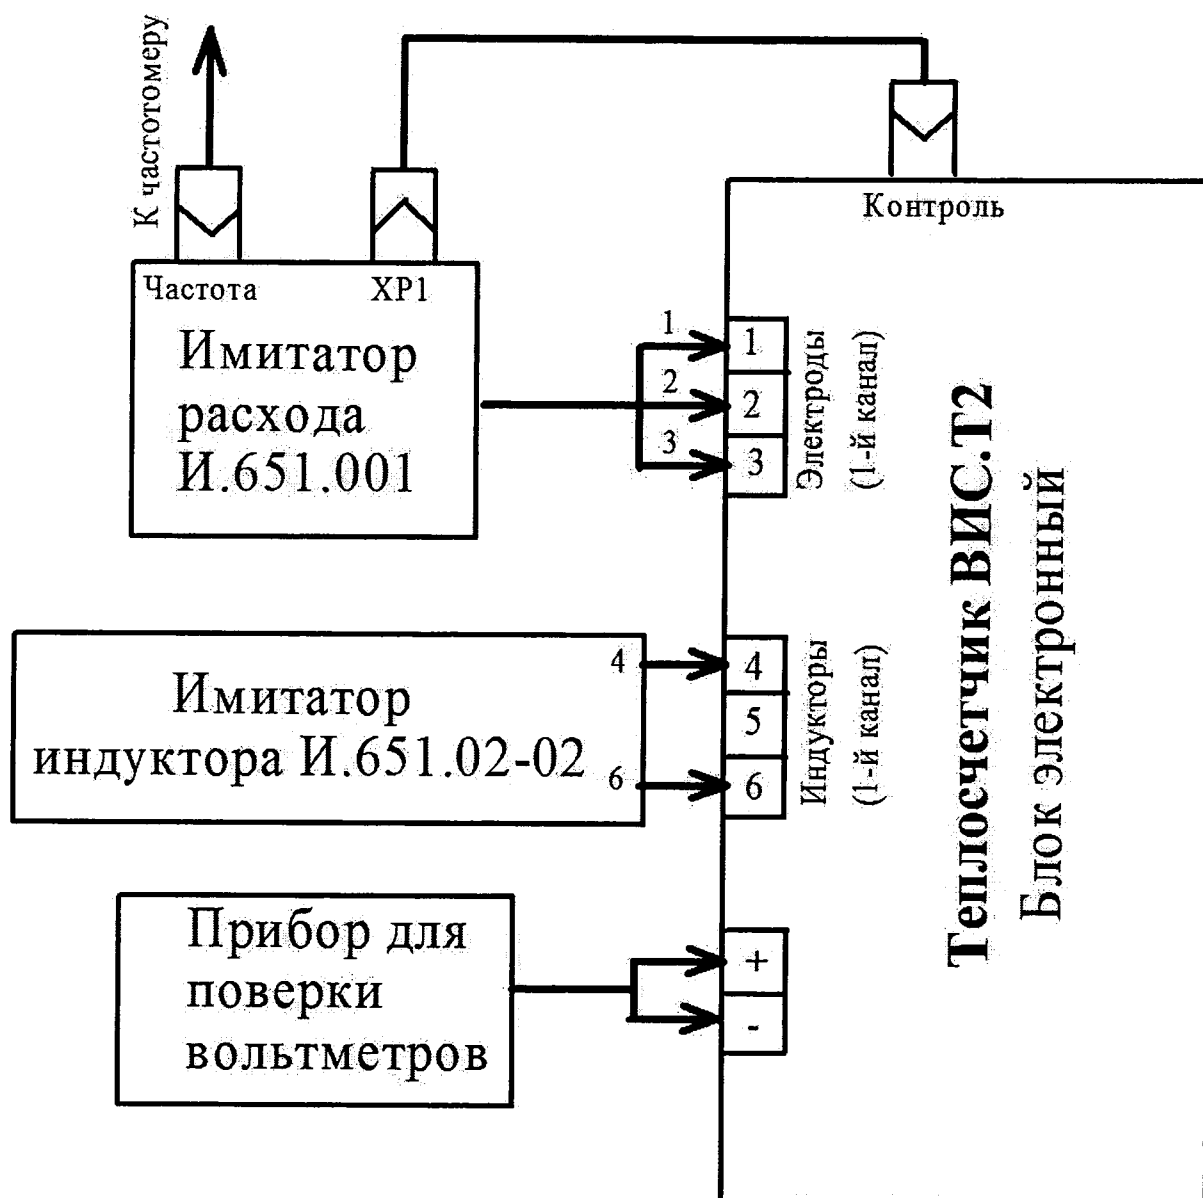 К частотомеру
Контроль
Частота
XP1
Имитатор
расхода
И.651.001
1
2
3
1
2
3
Электроды
(1-й канал)
Имитатор
индуктора И.651.02-02
4
6
4
5
6
Индукторы
(1-й канал)
Прибор для
поверки
вольтметров
+
-
Теплосчетчик ВИС.Т2
Блок электронный